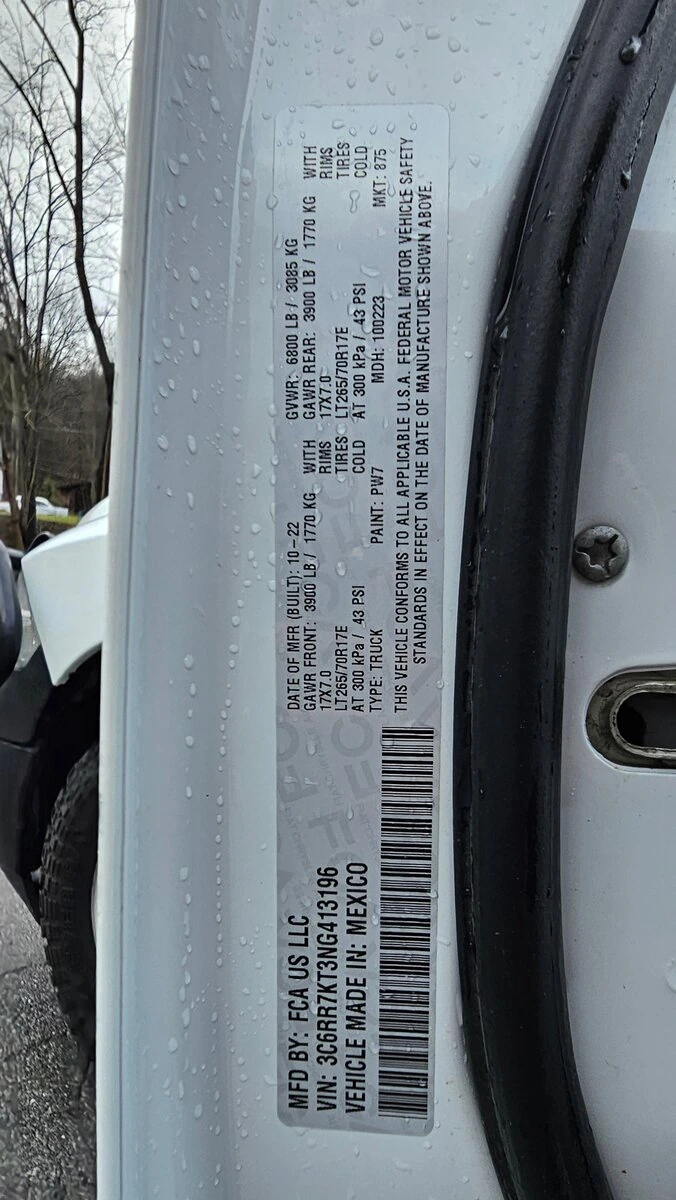 MFD BY: FCA US LLC
VIN: 3C6RR7KT3NG413196
VEHICLE MADE IN: MEXICO
DATE OF MFR (BUILT): 10-22 GVWR: 6800 LB / 3085 KG
GAWR FRONT: 3900 LB / 1770 KG WITH GAWR REAR: 3900 LB / 1770 KG WITH
17X7.0 RIMS 17X7.0 RIMS
LT265/70R17E TIRES LT265/70R17E TIRES
AT 300 kPa / 43 PSI COLD AT 300 kPa / 43 PSI COLD
TYPE: TRUCK PAINT: PW7 MDH: 100223 MKT: 875
THIS VEHICLE CONFORMS TO ALL APPLICABLE U.S.A. FEDERAL MOTOR VEHICLE SAFETY
STANDARDS IN EFFECT ON THE DATE OF MANUFACTURE SHOWN ABOVE.